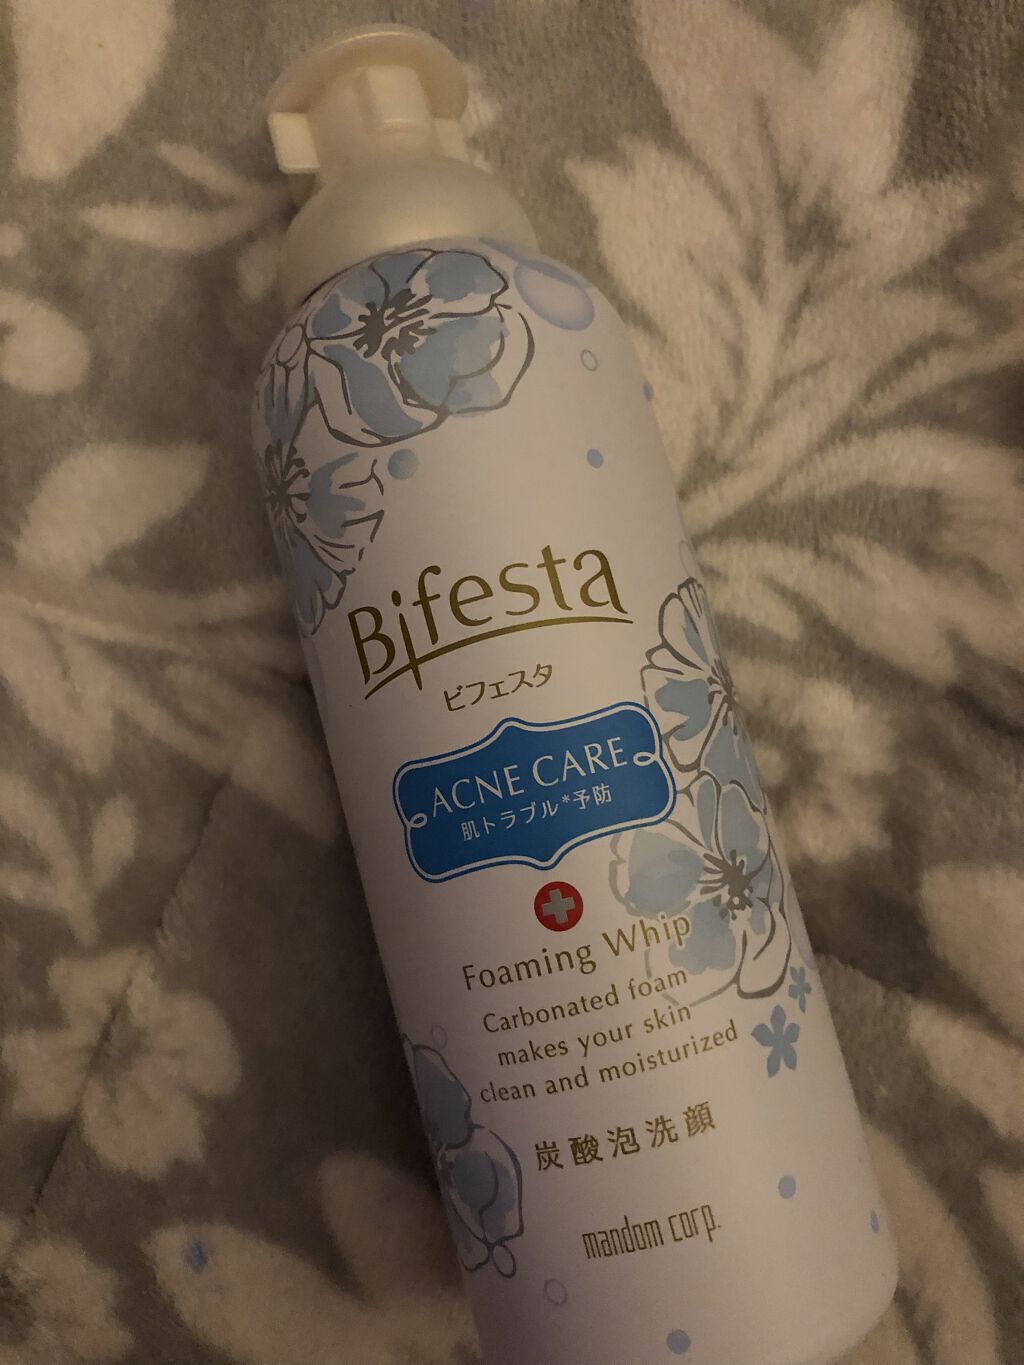 Bifesta
ビフェスタ
ACNE CARE
肌トラブル*予防
Foaming Whip
Carbonated foam
makes your skin
clean and moisturized
炭酸泡洗顔
mandom corp.